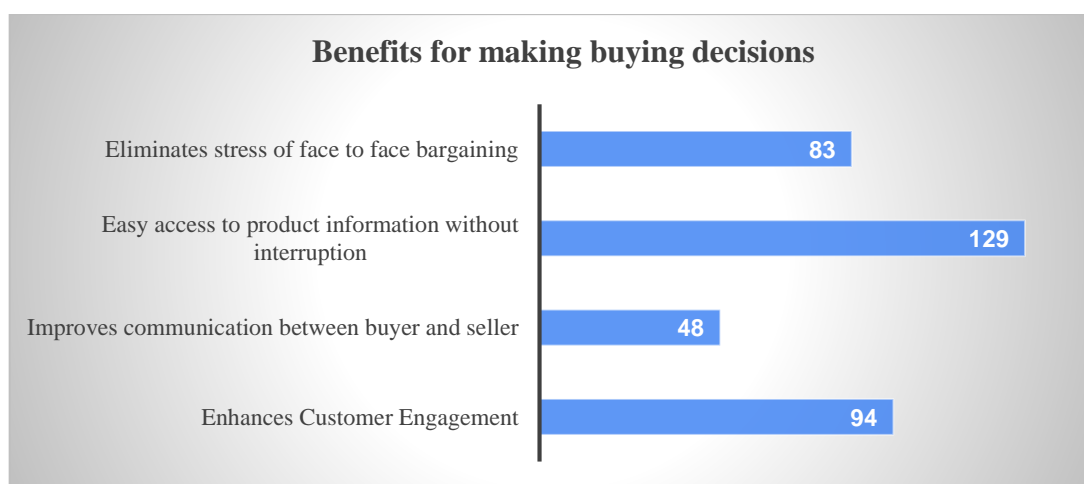 Benefits for making buying decisions
Eliminates stress of face to face bargaining
83
Easy access to product information without
interruption
129
Improves communication between buyer and seller
48
Enhances Customer Engagement
94